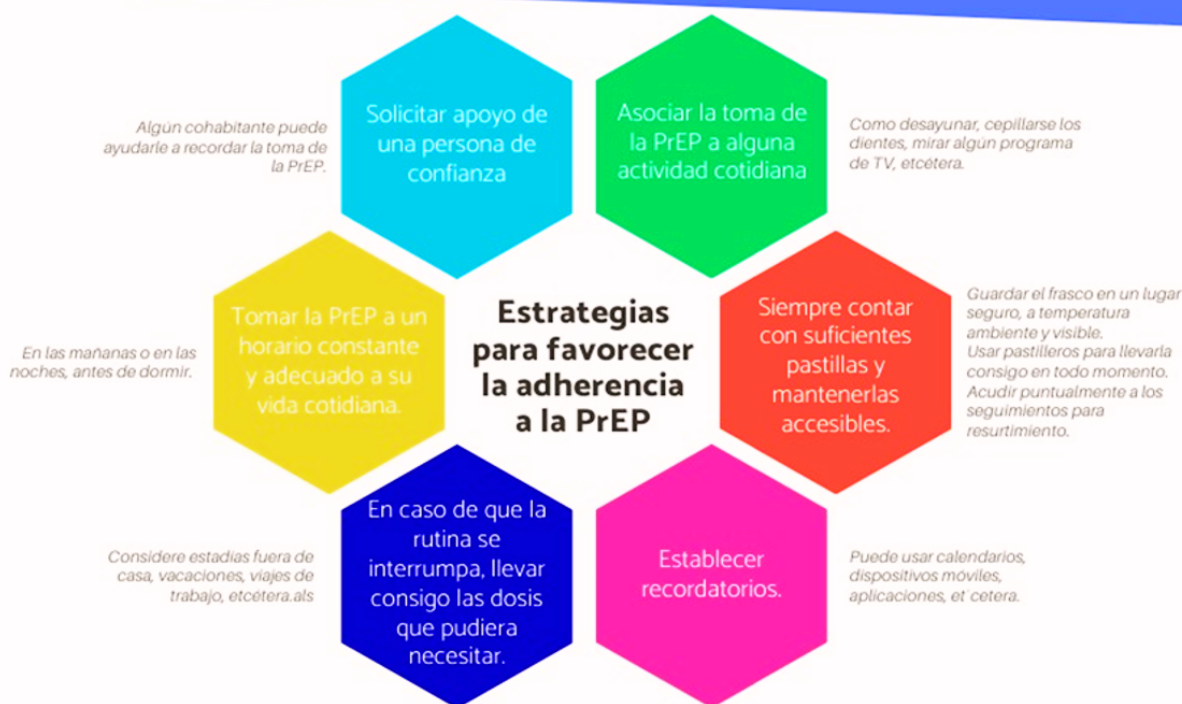 Algún cohabitante puede
ayudarle a recordar la toma de
la PrEP.
Solicitar apoyo de
una persona de
confianza
Asociar la toma de
la PrEP a alguna
actividad cotidiana
Como desayunar, cepillarse los
dientes, mirar algún programa
de TV, etcétera.
En las mañanas o en las
noches, antes de dormir.
Tomar la PrEP a un
horario constante
y adecuado a su
vida cotidiana.
Estrategias
para favorecer
la adherencia
a la PrEP
Siempre contar
con suficientes
pastillas y
mantenerlas
accesibles.
Guardar el frasco en un lugar
seguro, a temperatura
ambiente y visible.
Usar pastilleros para llevarla
consigo en todo momento.
Acudir puntualmente a los
seguimientos para
resurtimiento.
Considere estadías fuera de
casa, vacaciones, viajes de
trabajo, etcétera.als
En caso de que la
rutina se
interrumpa, llevar
consigo las dosis
que pudiera
necesitar.
Establecer
recordatorios.
Puede usar calendarios,
dispositivos móviles,
aplicaciones, et´cetera.